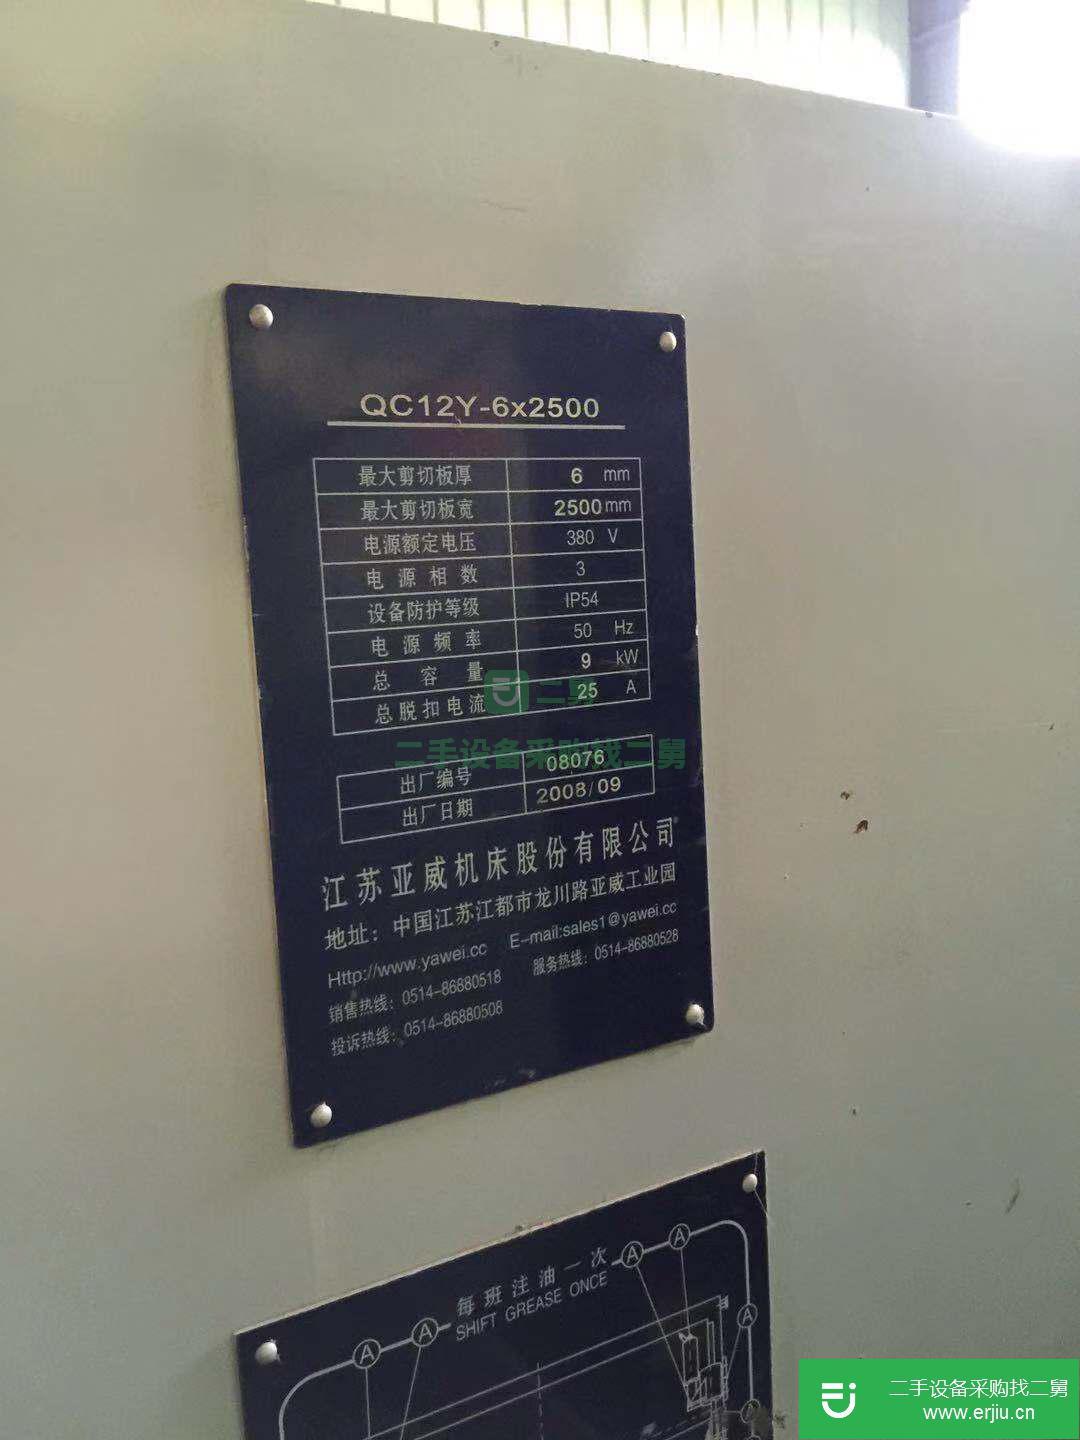 QC12Y-6x2500
最大剪切板厚 6 mm
最大剪切板宽 2500 mm
电源额定电压 380 V
电源相数 3
设备防护等级 IP54
电源频率 50 Hz
总容量 9 kW
总脱扣电流 25 A
二舅
二手设备采购找二舅
出厂编号 08076
出厂日期 2008/09
江苏亚威机床股份有限公司
地址：中国江苏江都市龙川路亚威工业园
Http://www.yawei.cc E-mail:sales1@yawei.cc
销售热线：0514-86880518 服务热线：0514-86880528
投诉热线：0514-86880508
每班注油一次
SHIFT GREASE ONCE
A A A A A
二手设备采购找二舅
www.erjiu.cn